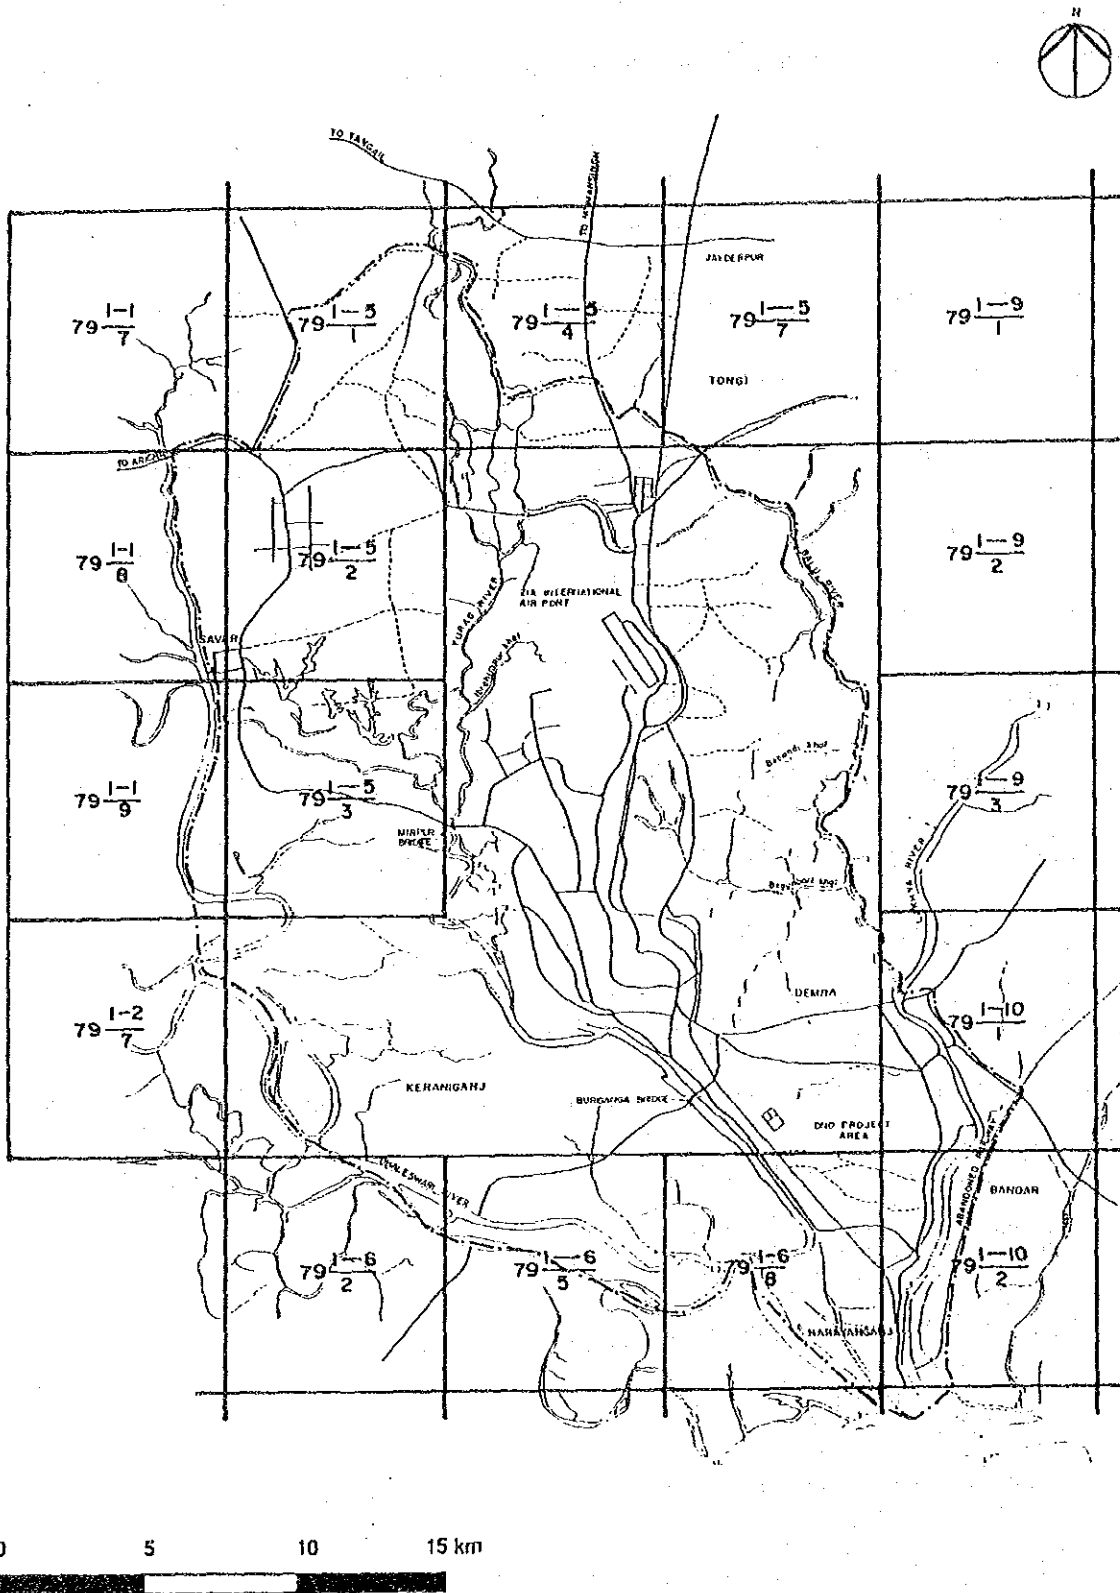 N
TO TANGAIL
TO MYMENSINGH
JAYDEBPUR
79 1-1/7
79 1-5/1
79 1-5/4
79 1-5/7
79 1-9/1
TONGI
TO ARICHA
79 1-1/8
79 1-5/2
79 1-9/2
BALU RIVER
ZIA INTERNATIONAL
AIR PORT
TURAG RIVER
SAVAR
79 1-1/9
79 1-5/3
79 1-9/3
MIRPUR
BRIDGE
LAKHYA RIVER
DEMRA
79 1-2/7
79 1-10/1
KERANIGANJ
BURGANGA BRIDGE
DND PROJECT
AREA
DHALESWARI RIVER
ABANDONED RAILWAY
BANDAR
79 1-6/2
79 1-6/5
79 1-6/8
79 1-10/2
NARAYANGANJ
0 5 10 15 km